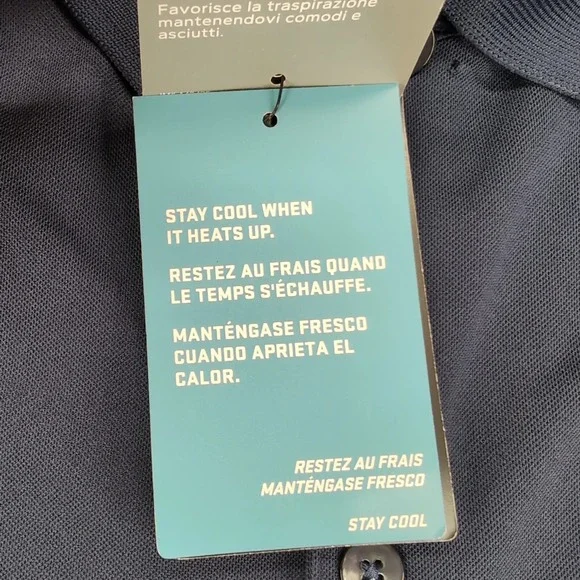 Favorisce la traspirazione
mantenendovi comodi e
asciutti.
STAY COOL WHEN
IT HEATS UP.
RESTEZ AU FRAIS QUAND
LE TEMPS S'ÉCHAUFFE.
MANTÉNGASE FRESCO
CUANDO APRIETA EL
CALOR.
RESTEZ AU FRAIS
MANTÉNGASE FRESCO
STAY COOL